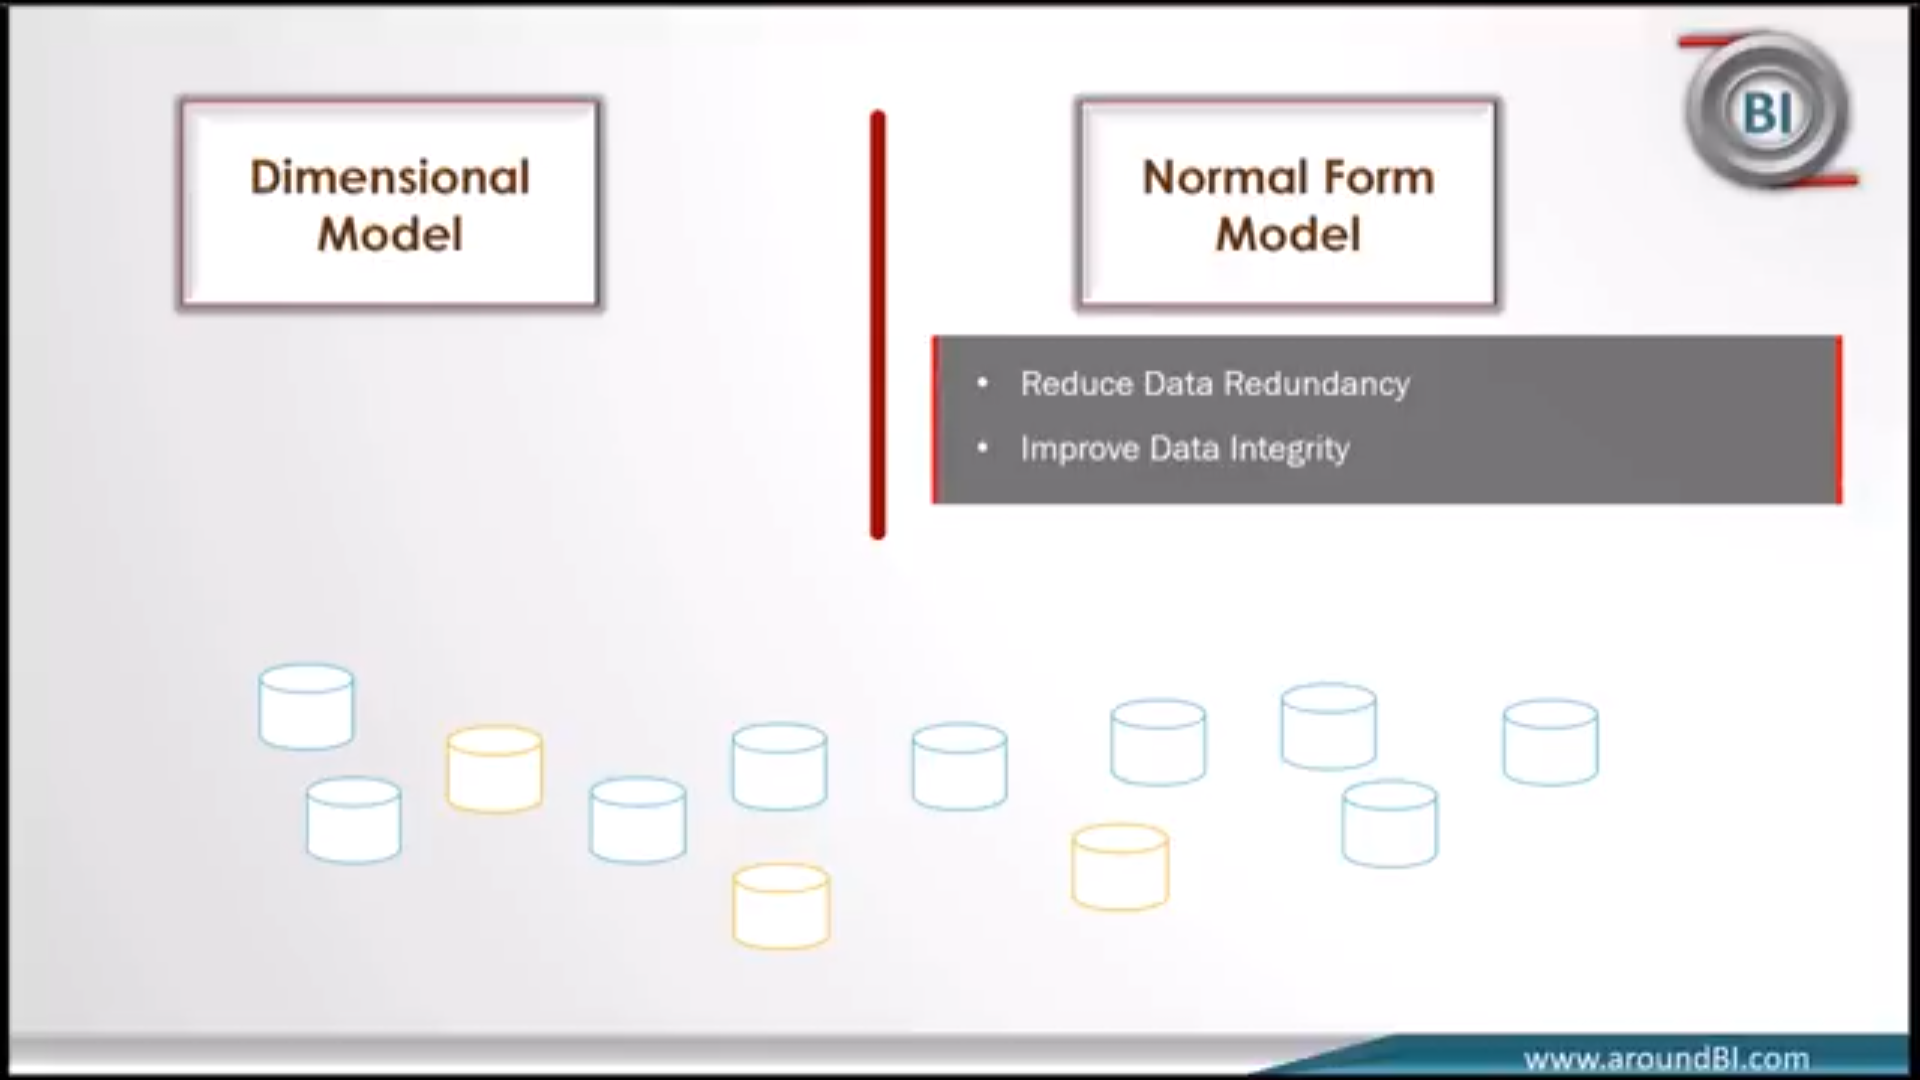 Dimensional
Model
Normal Form
Model
BI
• Reduce Data Redundancy
• Improve Data Integrity
www.aroundBI.com